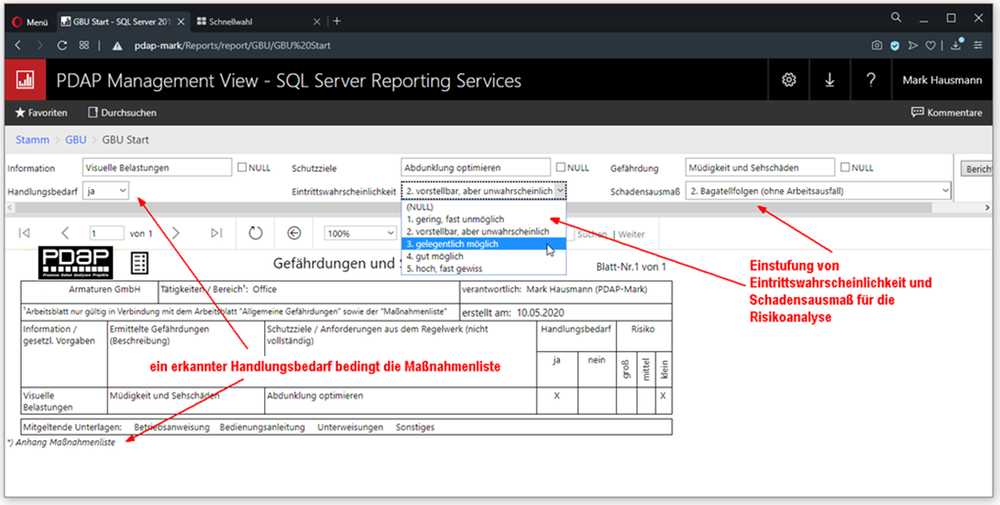 Menü
GBU Start - SQL Server 201
Schnellwahl
pdap-mark/Reports/report/GBU/GBU%20Start
PDAP Management View - SQL Server Reporting Services
?
Mark Hausmann
Favoriten
Durchsuchen
Kommentare
Stamm > GBU > GBU Start
Information
Visuelle Belastungen
NULL
Schutzziele
Abdunklung optimieren
NULL
Gefährdung
Müdigkeit und Sehschäden
NULL
Bericht
Handlungsbedarf
ja
Eintrittswahrscheinlichkeit
2. vorstellbar, aber unwahrscheinlich
Schadensausmaß
2. Bagatellfolgen (ohne Arbeitsausfall)
(NULL)
1. gering, fast unmöglich
2. vorstellbar, aber unwahrscheinlich
3. gelegentlich möglich
4. gut möglich
5. hoch, fast gewiss
1
von 1
100%
Suchen | Weiter
PDAP
Prozesse Daten Analysen Projekte
Gefährdungen und S
Blatt-Nr.1 von 1
Einstufung von
Eintrittswahrscheinlichkeit und
Schadensausmaß für die
Risikoanalyse
Armaturen GmbH
Tätigkeiten / Bereich¹: Office
verantwortlich: Mark Hausmann (PDAP-Mark)
¹Arbeitsblatt nur gültig in Verbindung mit dem Arbeitsblatt "Allgemeine Gefährdungen" sowie der "Maßnahmenliste"
erstellt am: 10.05.2020
Information /
gesetzl. Vorgaben
Ermittelte Gefährdungen
(Beschreibung)
Schutzziele / Anforderungen aus dem Regelwerk (nicht
vollständig)
Handlungsbedarf
Risiko
ja
nein
groß
mittel
klein
ein erkannter Handlungsbedarf bedingt die Maßnahmenliste
Visuelle
Belastungen
Müdigkeit und Sehschäden
Abdunklung optimieren
X
X
Mitgeltende Unterlagen: Betriebsanweisung Bedienungsanleitung Unterweisungen Sonstiges
*) Anhang Maßnahmenliste